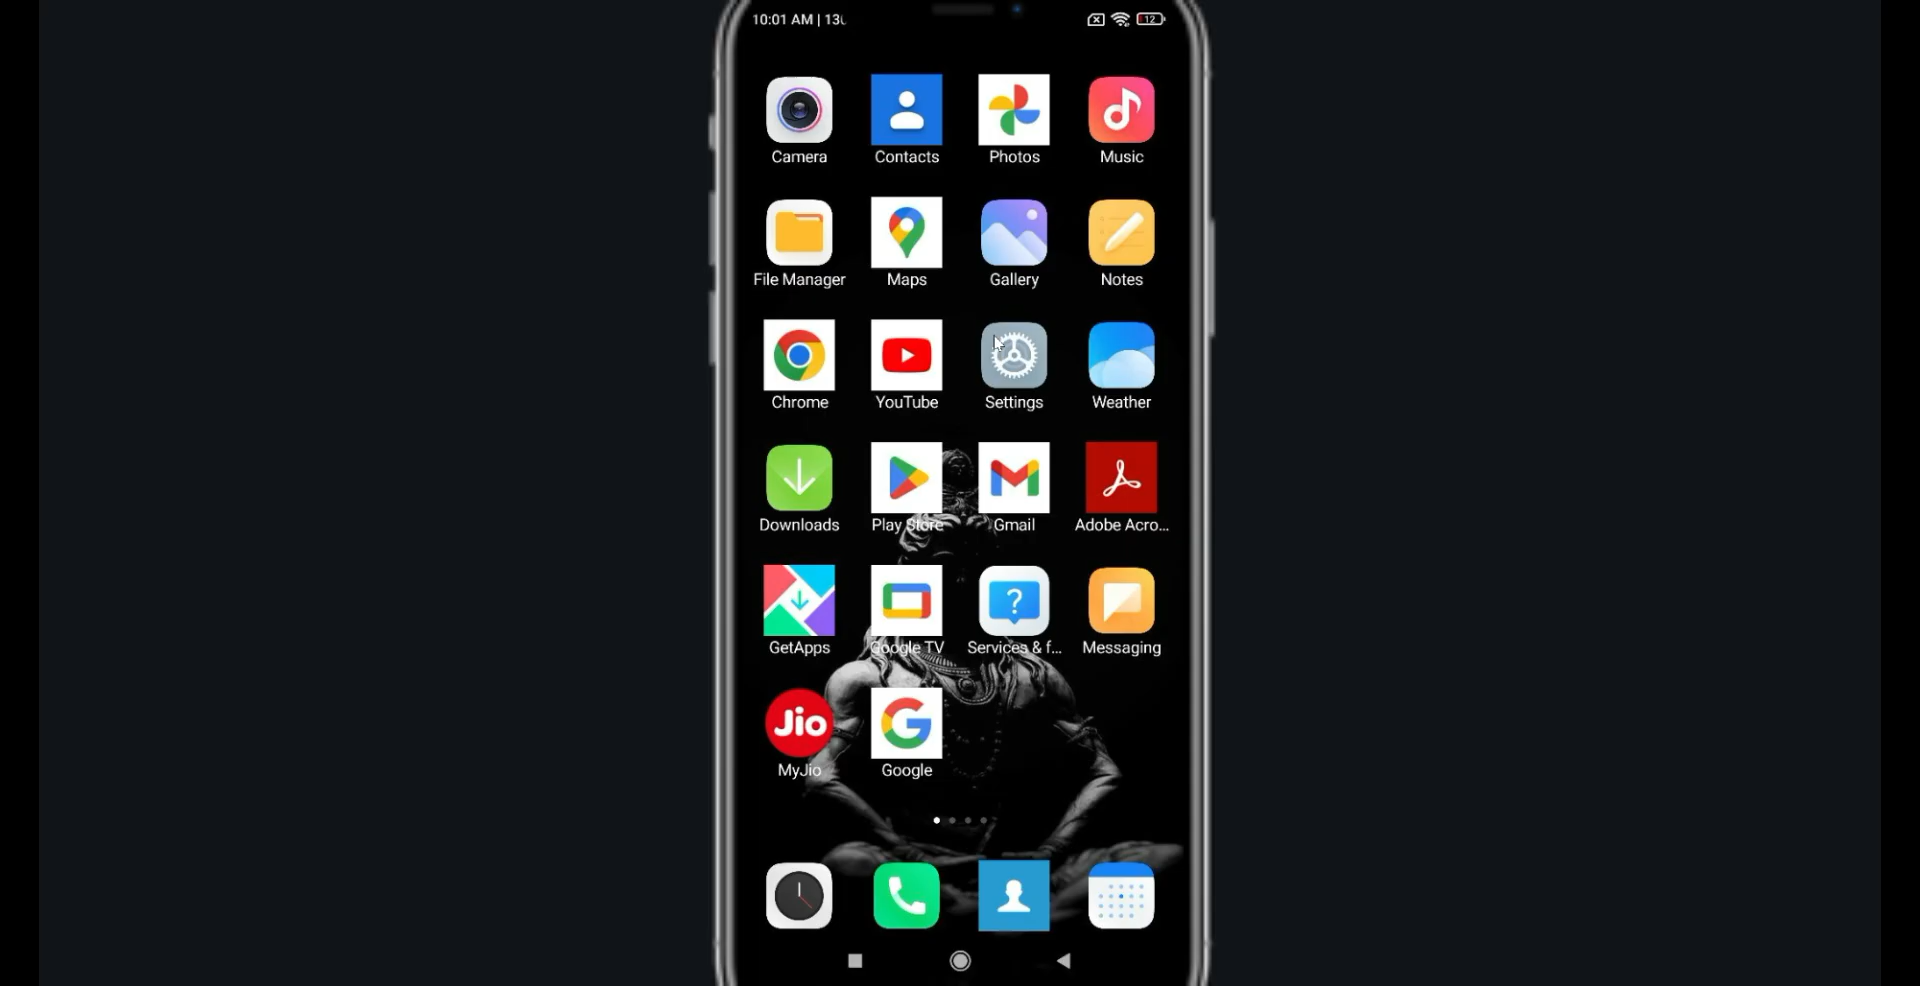 10:01 AM | 13
12
Camera Contacts Photos Music
File Manager Maps Gallery Notes
Chrome YouTube Settings Weather
Downloads Play Store Gmail Adobe Acro...
?
GetApps Google TV Services & f... Messaging
Jio
MyJio Google